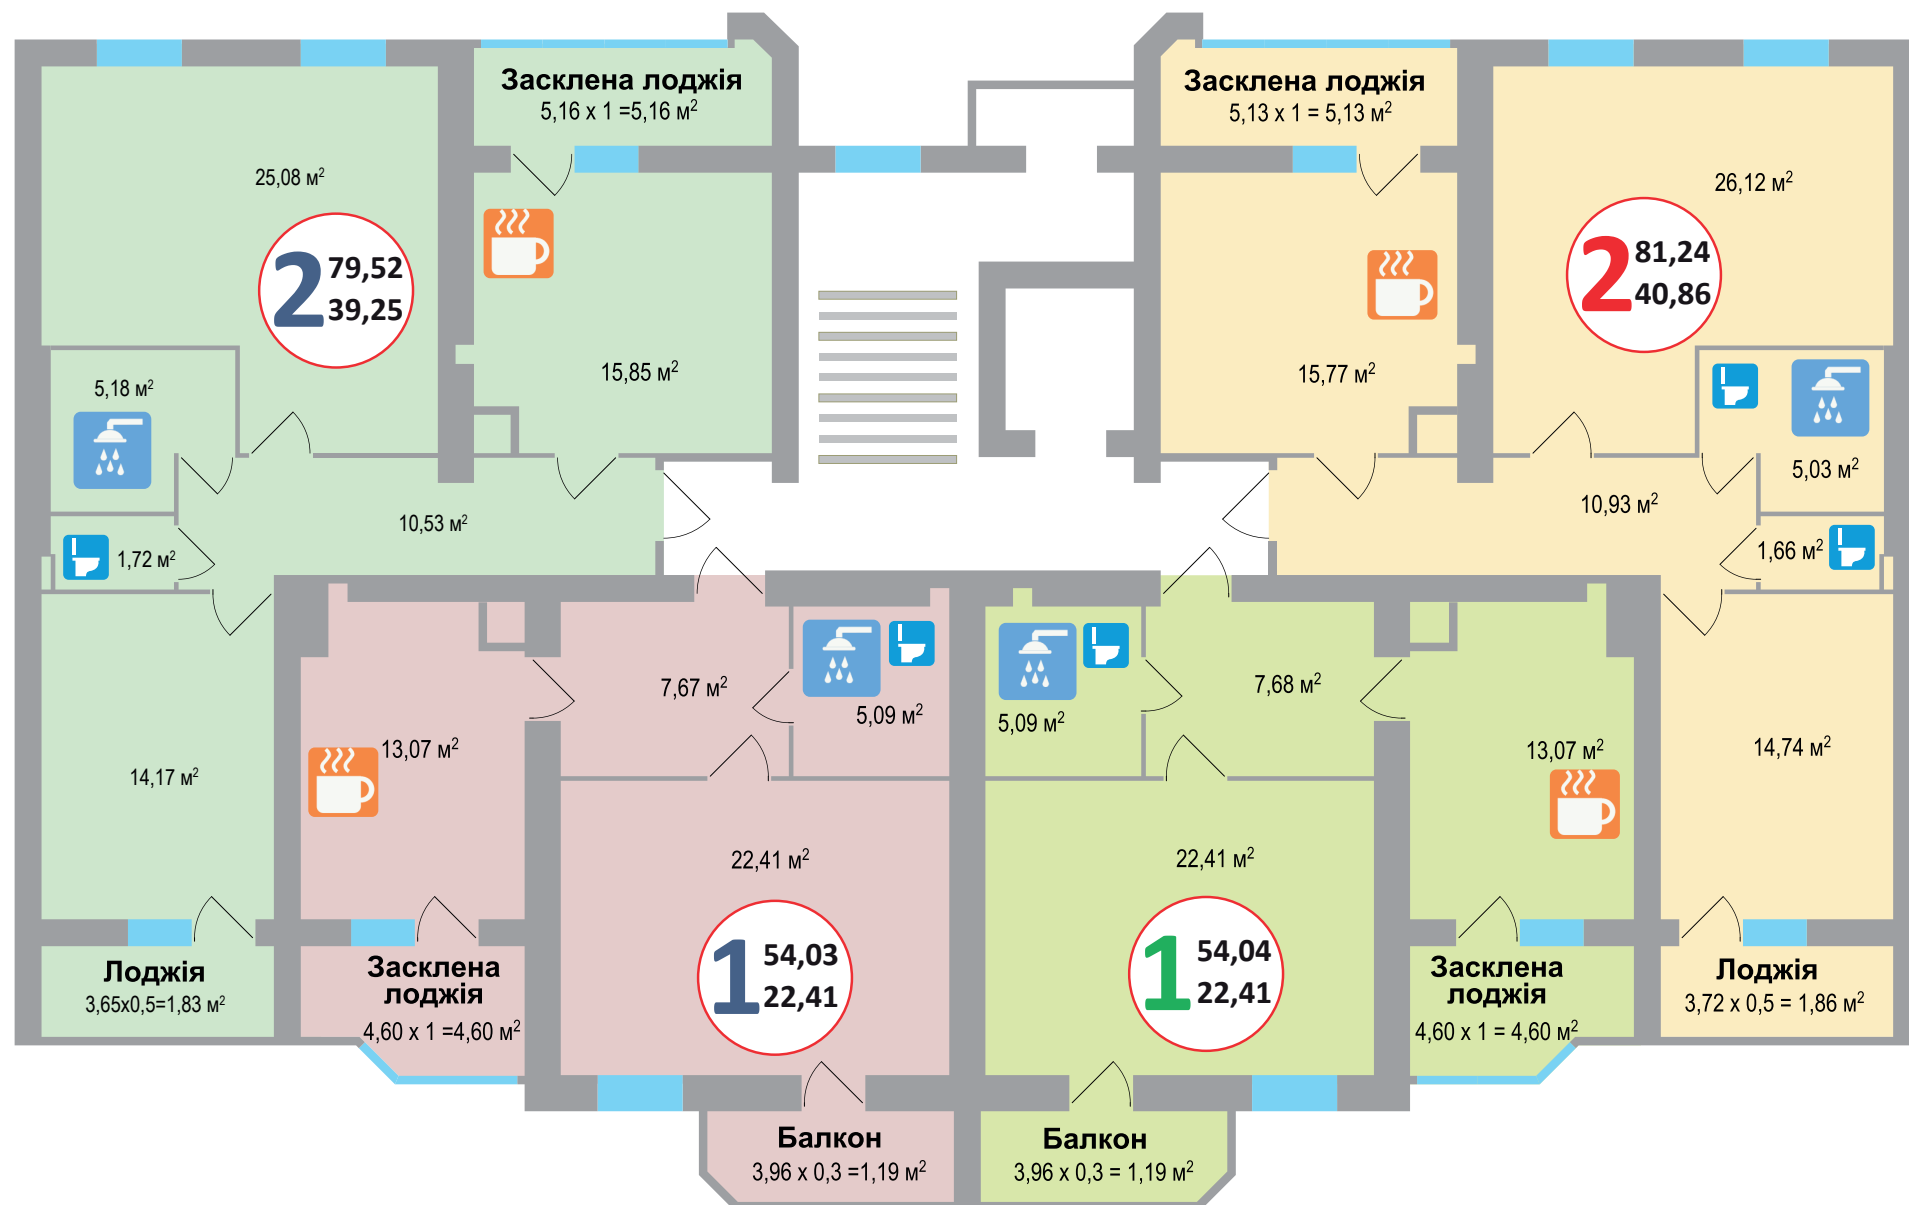 Засклена лоджія
5,16 x 1 =5,16 м²
Засклена лоджія
5,13 x 1 = 5,13 м²
25,08 м²
26,12 м²
2
79,52
39,25
2
81,24
40,86
15,85 м²
15,77 м²
5,18 м²
5,03 м²
10,53 м²
10,93 м²
1,72 м²
1,66 м²
7,67 м²
5,09 м²
5,09 м²
7,68 м²
14,17 м²
13,07 м²
13,07 м²
14,74 м²
22,41 м²
22,41 м²
1
54,03
22,41
1
54,04
22,41
Лоджія
3,65x0,5=1,83 м²
Засклена
лоджія
4,60 x 1 =4,60 м²
Засклена
лоджія
4,60 x 1 = 4,60 м²
Лоджія
3,72 x 0,5 = 1,86 м²
Балкон
3,96 x 0,3 =1,19 м²
Балкон
3,96 x 0,3 = 1,19 м²